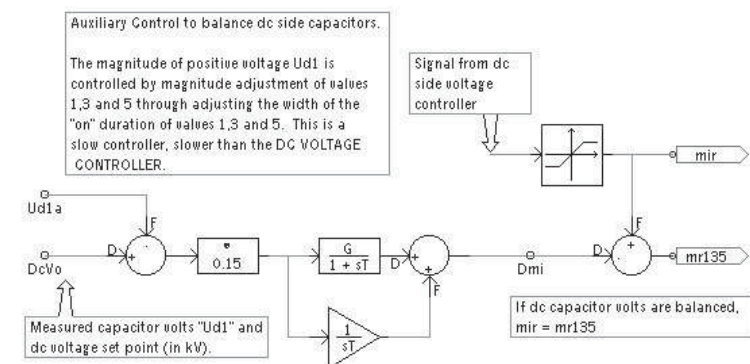 Auxiliary Control to balance dc side capacitors.
The magnitude of positive voltage Ud1 is
controlled by magnitude adjustment of values
1,3 and 5 through adjusting the width of the
"on" duration of values 1,3 and 5. This is a
slow controller, slower than the DC VOLTAGE
CONTROLLER.
Signal from dc
side voltage
controller
mir
Ud1a
F
F
D
+
-
*
0.15
G
1 + sT
D
+
+
F
Dmi
D
+
-
mr135
DcVo
1
sT
Measured capacitor volts "Ud1" and
dc voltage set point (in kV).
If dc capacitor volts are balanced,
mir = mr135